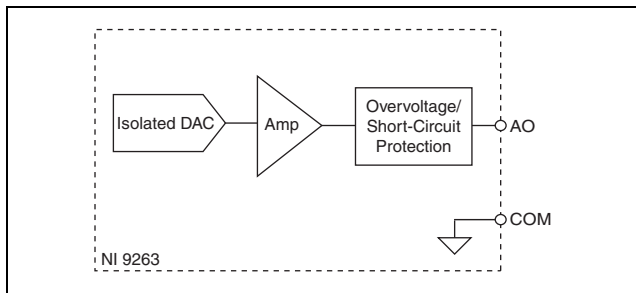 Isolated DAC
Amp
Overvoltage/
Short-Circuit
Protection
AO
COM
NI 9263